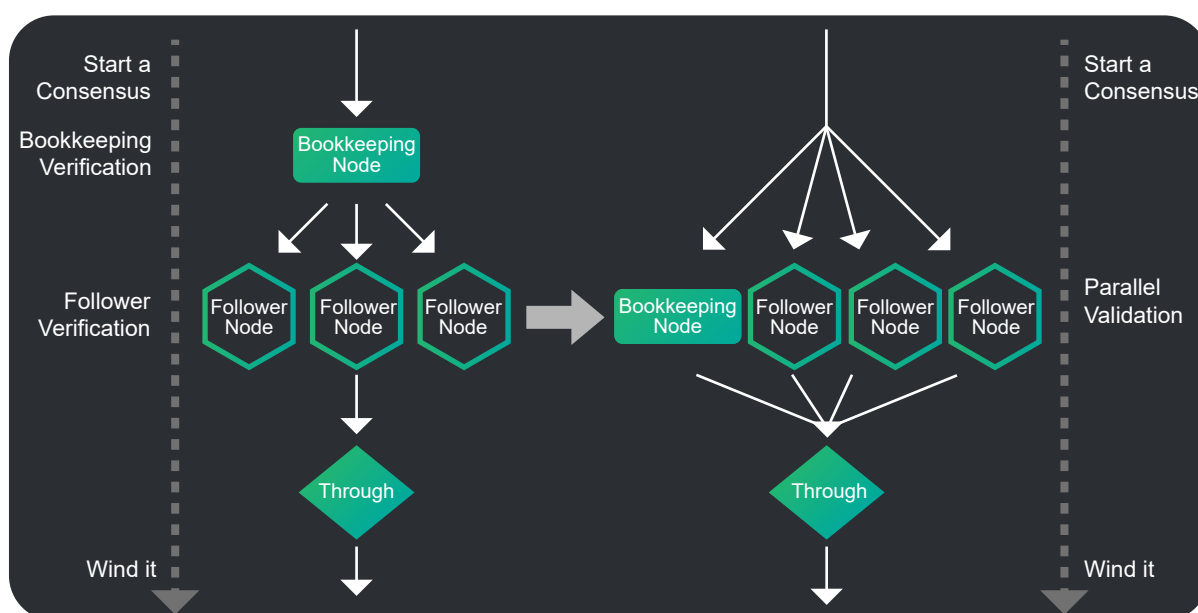 Start a
Consensus
Bookkeeping
Verification
Follower
Verification
Wind it
Bookkeeping
Node
Follower
Node
Follower
Node
Follower
Node
Through
Bookkeeping
Node
Follower
Node
Follower
Node
Follower
Node
Through
Start a
Consensus
Parallel
Validation
Wind it